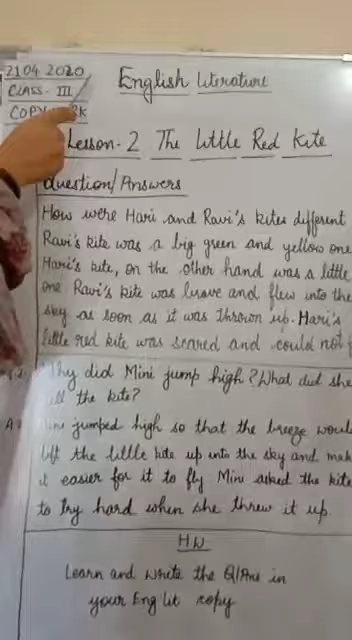 21.04.2020
CLASS - III
COPY
English Literature
Lesson-2 The Little Red Kite
Question/Answers
How were Hari and Ravi's kites different
Ravi's kite was a big green and yellow one
Hari's kite, on the other hand was a little
one Ravi's kite was brave and flew into the
sky as soon as it was thrown up. Hari's
little red kite was scared and could not
Why did Mini jump high? What did she
the kite?
jumped high so that the breeze would
lift the little kite up into the sky and
it easier for it to fly Mini asked the kite
to try hard when she threw it up.
HW
Learn and write the Q/Ans in
your Eng Lit copy